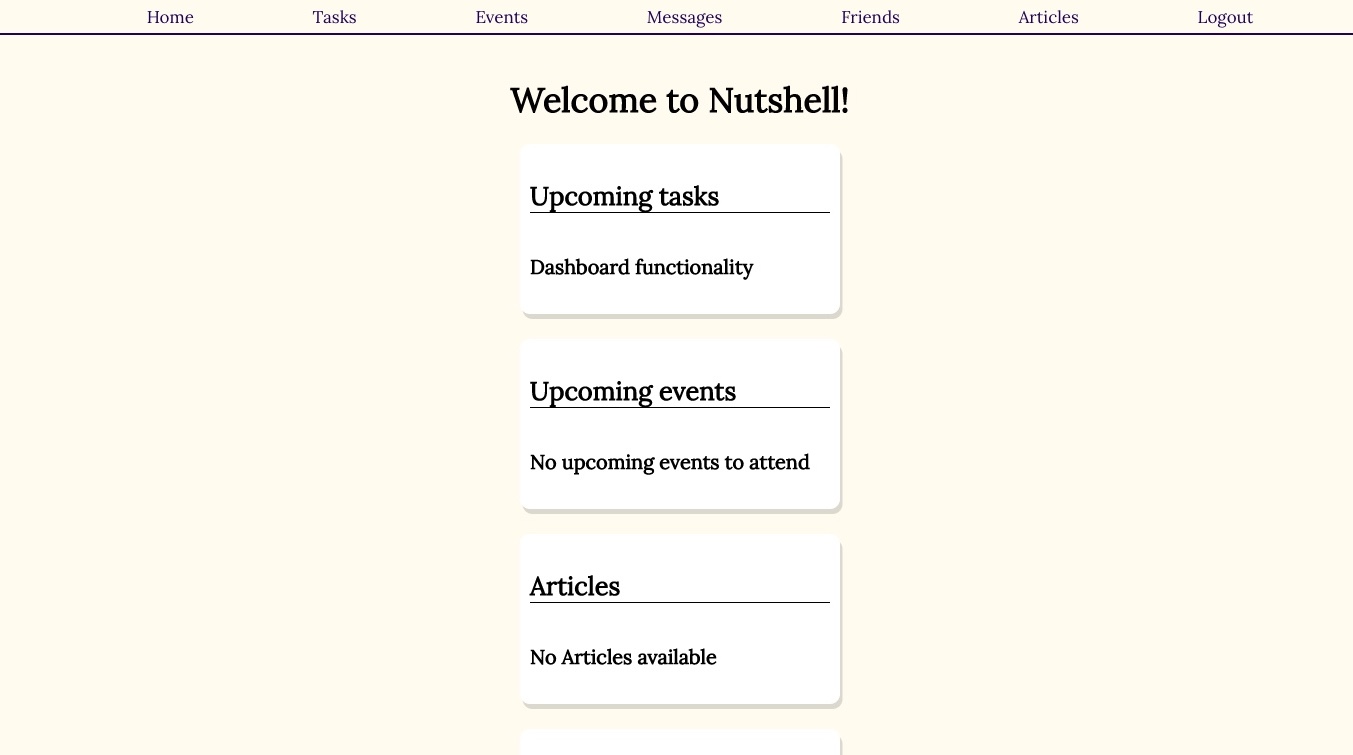 Home Tasks Events Messages Friends Articles Logout
Welcome to Nutshell!
Upcoming tasks
Dashboard functionality
Upcoming events
No upcoming events to attend
Articles
No Articles available